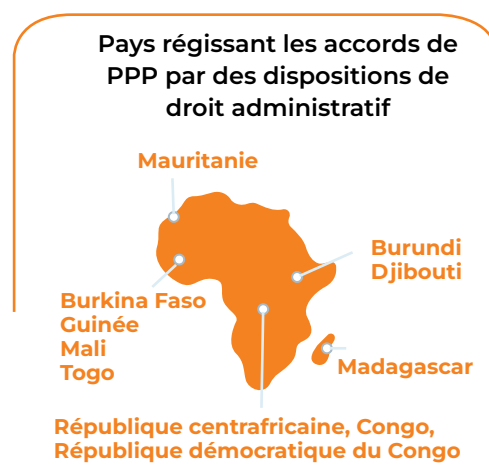 Pays régissant les accords de
PPP par des dispositions de
droit administratif
Mauritanie
Burundi
Djibouti
Burkina Faso
Guinée
Mali
Togo
Madagascar
République centrafricaine, Congo,
République démocratique du Congo